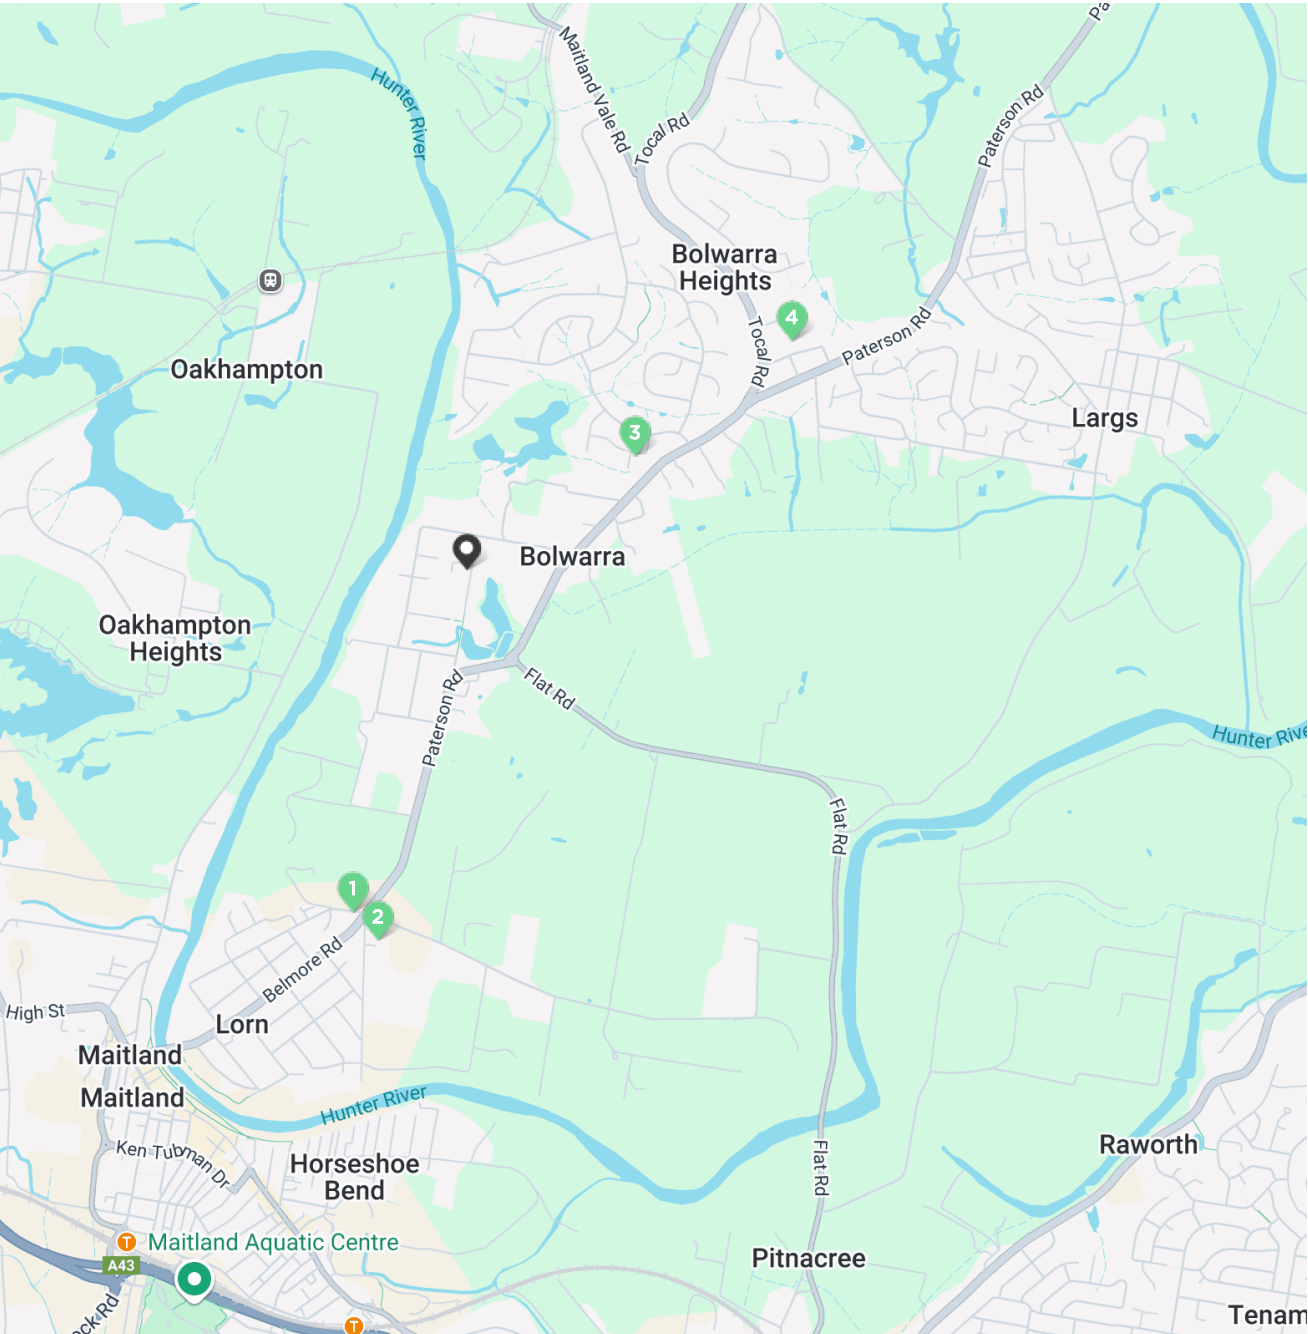 Pa
Maitland Vale Rd
Hunter River
Tocal Rd
Paterson Rd
Bolwarra
Heights
4
Tocal Rd
Paterson Rd
Oakhampton
Largs
3
Bolwarra
Oakhampton
Heights
Flat Rd
Paterson Rd
Hunter Rive
Flat Rd
1
2
Belmore Rd
High St
Lorn
Maitland
Maitland
Hunter River
Ken Tubman Dr
Horseshoe
Bend
Raworth
Flat Rd
T
Maitland Aquatic Centre
A43
Pitnacree
ock Rd
T
Tenam